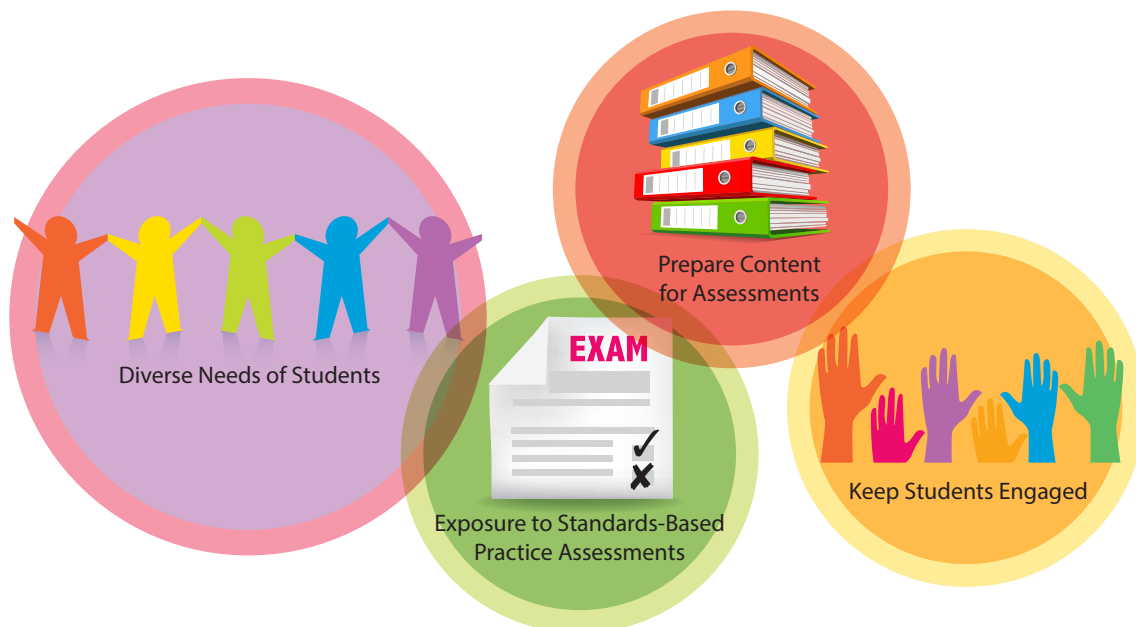 Prepare Content
for Assessments
Diverse Needs of Students
EXAM
Exposure to Standards-Based
Practice Assessments
Keep Students Engaged